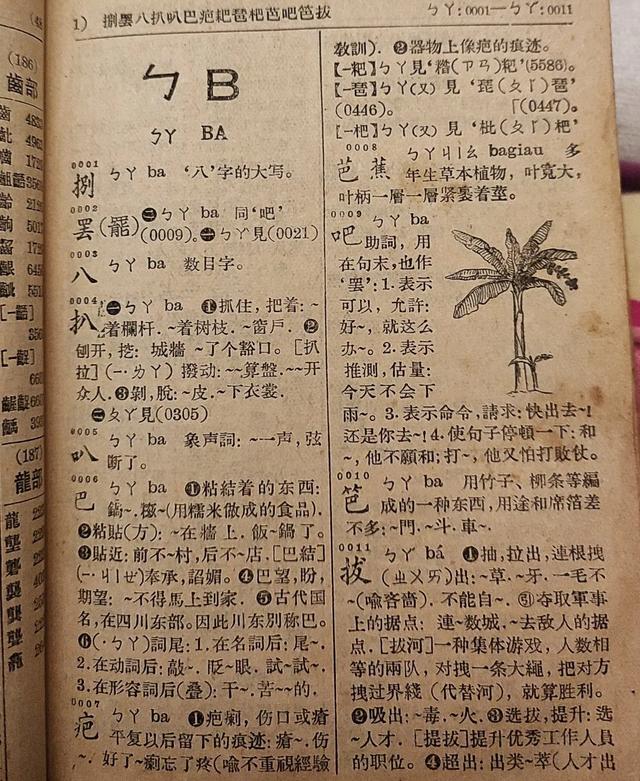 1) 捌罢八扒叭巴疤耙琶杷芭吧笆拔 ㄅㄚ:0001—ㄅㄚ:0011
ㄅ B
ㄅㄚ BA
0001
捌 ㄅㄚ ba ‘八’字的大写。
0002
罢(罷) ㊁ㄅㄚ ba 同‘吧’
(0009)。㊀ㄅㄚ見(0021)
0003
八 ㄅㄚ ba 数目字。
0004
扒 ㊀ㄅㄚ ba ❶抓住，把着：~
着欄杆．~着树枝．~窗戶．❷
刨开，挖：城牆~了个豁口。[扒
拉](一·ㄌㄚ) 撥动：~~算盤．~~开
众人．❸剝，脫：~皮．~下衣裳．
㊁ㄆㄚ見(0305)
0005
叭 ㄅㄚ ba 象声詞：~一声，弦
断了。
0006
巴 ㄅㄚ ba ❶粘結着的东西：
鍋~．糉~(用糯米做成的食品)．
❷粘貼(方)：~在墻上．飯~鍋了。
❸貼近：前不~村，后不~店．[巴結]
(一·ㄐㄧㄝ)奉承，諂媚。❹巴望，盼，
期望：~不得馬上到家．❺古代国
名，在四川东部。因此川东別称巴。
❻(·ㄅㄚ)詞尾：1.在名詞后：尾~．
2.在动詞后：敲~．眨~眼．試~試~．
3.在形容詞后(叠)：干~．苦~~的．
0007
疤 ㄅㄚ ba ❶疤瘌，伤口或瘡
平复以后留下的痕迹：瘡~．伤
~．好了~瘌忘了疼(喻不重視經驗
教訓)．❷器物上像疤的痕迹。
[-耙]ㄅㄚ見‘糌(ㄗㄢ)耙’(5586)。
[-琶]ㄅㄚ(又) 見‘琵(ㄆㄧ)琶’
(0446)。「(0447)。
[-杷]ㄅㄚ(又) 見‘枇(ㄆㄧ)杷’
0008
芭蕉 ㄅㄚㄐㄧㄠ bagiau 多
年生草本植物，叶寬大，
叶柄一層一層紧裹着莖。
0009
吧 ㄅㄚ ba
助詞，用
在句末，也作
‘罢’：1.表示
可以，允許：
好~，就这么
办~。2.表示
推測，估量：
今天不会下
雨~。3.表示命令，請求：快出去~！
还是你去~！4.使句子停頓一下：和
~，他不願和；打~，他又怕打敗仗。
0010
笆 ㄅㄚ ba 用竹子、柳条等編
成的一种东西，用途和席箔差
不多：~門．~斗．車~．
0011
拔 ㄅㄚˊ bá ❶抽，拉出，連根拽
(ㄓㄨㄞ)出：~草．~牙．一毛不
~(喻吝嗇)．不能自~．㊂夺取軍事
上的据点：連~数城．~去敌人的据
点．[拔河]一种集体游戏，人数相
等的兩队，对拽一条大繩，把对方
拽过界綫(代替河)，就算胜利。
❷吸出：~毒．~火．❸选拔，提升：选
~人才．[提拔]提升优秀工作人員
的职位。❹超出：出类~萃(人才出
(186)
齒部
[-齬]
[-齪]
(187)
龍部
龍